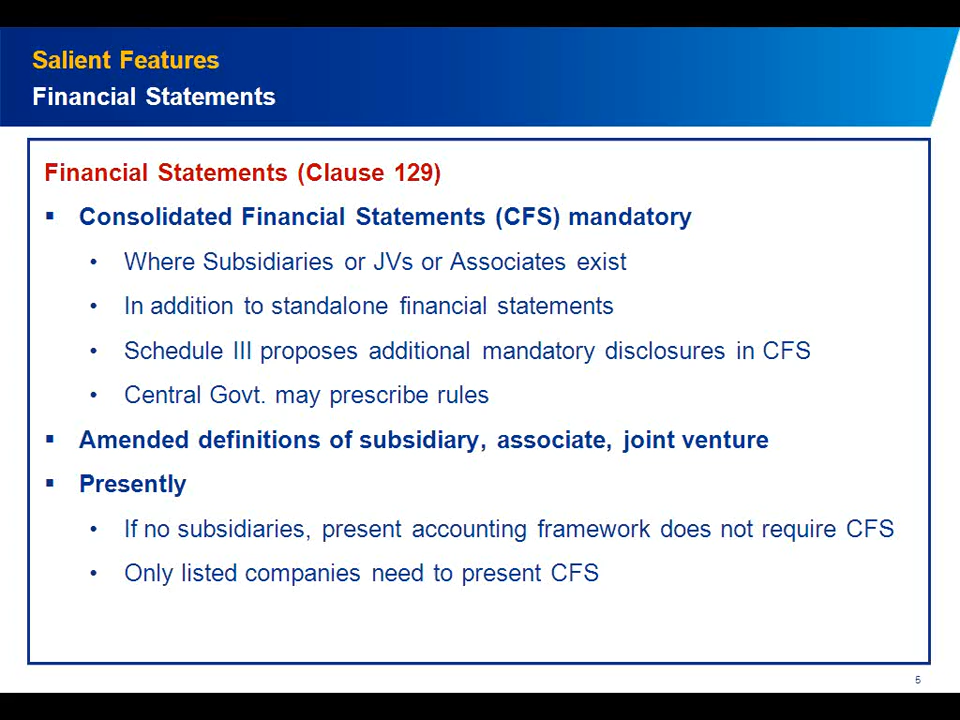 Salient Features
Financial Statements
Financial Statements (Clause 129)
▪ Consolidated Financial Statements (CFS) mandatory
• Where Subsidiaries or JVs or Associates exist
• In addition to standalone financial statements
• Schedule III proposes additional mandatory disclosures in CFS
• Central Govt. may prescribe rules
▪ Amended definitions of subsidiary, associate, joint venture
▪ Presently
• If no subsidiaries, present accounting framework does not require CFS
• Only listed companies need to present CFS
5